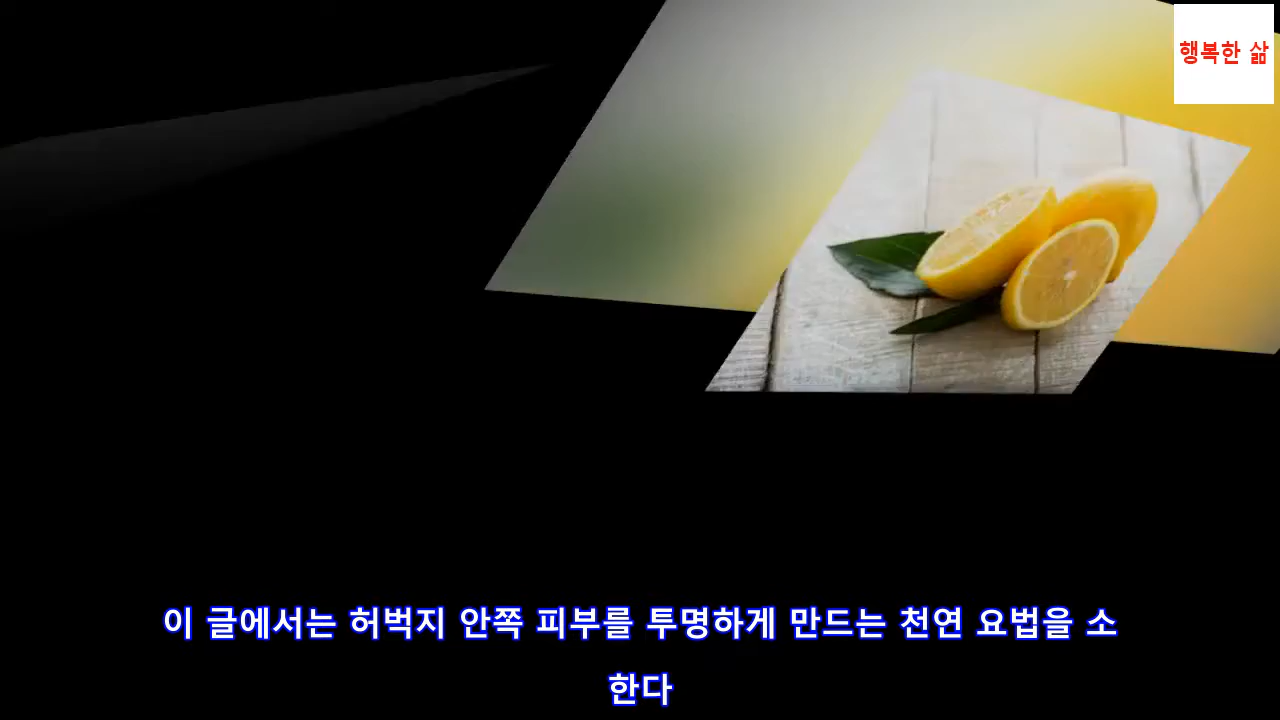 행복한 삶
이 글에서는 허벅지 안쪽 피부를 투명하게 만드는 천연 요법을 소
한다